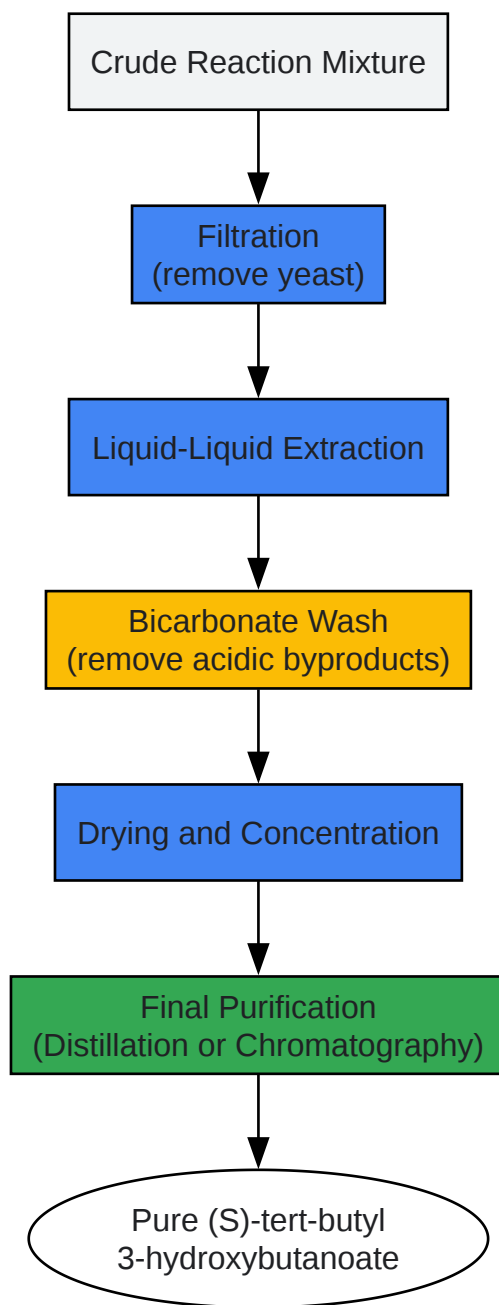 Crude Reaction Mixture
Filtration
(remove yeast)
Liquid-Liquid Extraction
Bicarbonate Wash
(remove acidic byproducts)
Drying and Concentration
Final Purification
(Distillation or Chromatography)
Pure (S)-tert-butyl
3-hydroxybutanoate